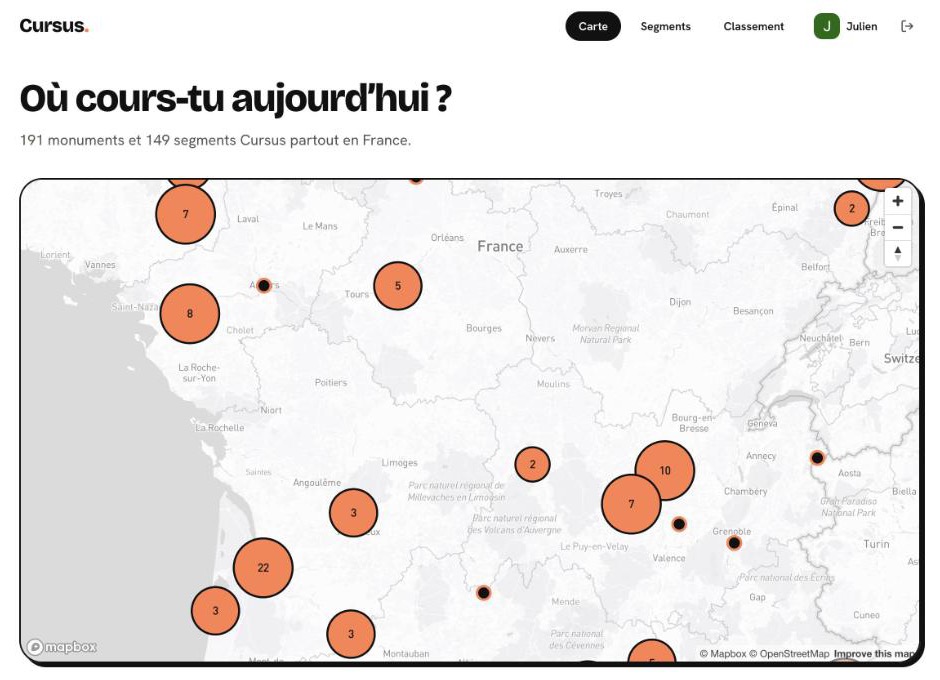 Cursus.
Carte
Segments
Classement
J
Julien
Où cours-tu aujourd’hui ?
191 monuments et 149 segments Cursus partout en France.
Troyes
Épinal
2
7
Laval
Chaumont
Le Mans
Orléans
France
Auxerre
Lorient
Vannes
Belfort
5
Tours
Dijon
Besançon
8
Cholet
Bourges
Nevers
Morvan Regional
Natural Park
Neuchâtel
Bern
La Roche-
sur-Yon
Poitiers
Moulins
Niort
La Rochelle
Bourg-en-
Bresse
Geneva
Limoges
2
10
Annecy
Saintes
Angoulême
Parc naturel régional de
Millevaches en Limousin
Chambéry
Aosta
Biella
7
3
Parc naturel régional
des Volcans d'Auvergne
Gran Paradiso
National Park
Grenoble
Le Puy-en-Velay
Valence
Turin
22
Parc national des Écrins
3
Mende
Gap
Cuneo
3
Parc national
des Cévennes
Montauban
mapbox
© Mapbox © OpenStreetMap Improve this map